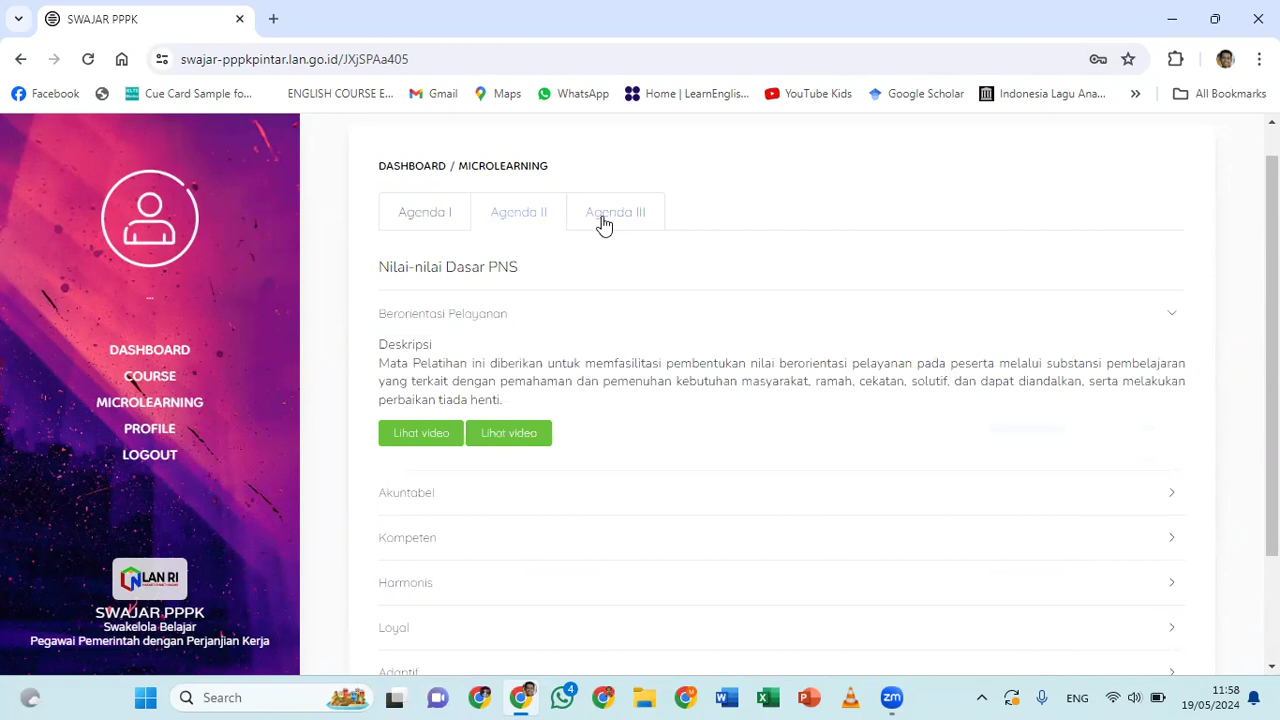 SWAJAR PPPK
swajar-pppkpintar.lan.go.id/JXjSPAa405
Facebook
Cue Card Sample fo...
ENGLISH COURSE E...
Gmail
Maps
WhatsApp
Home | LearnEnglis...
YouTube Kids
Google Scholar
Indonesia Lagu Ana...
All Bookmarks
...
DASHBOARD
COURSE
MICROLEARNING
PROFILE
LOGOUT
LAN RI
SWAJAR PPPK
Swakelola Belajar
Pegawai Pemerintah dengan Perjanjian Kerja
DASHBOARD / MICROLEARNING
Agenda I
Agenda II
Agenda III
Nilai-nilai Dasar PNS
Berorientasi Pelayanan
Deskripsi
Mata Pelatihan ini diberikan untuk memfasilitasi pembentukan nilai berorientasi pelayanan pada peserta melalui substansi pembelajaran
yang terkait dengan pemahaman dan pemenuhan kebutuhan masyarakat, ramah, cekatan, solutif, dan dapat diandalkan, serta melakukan
perbaikan tiada henti.
Lihat video
Lihat video
Akuntabel
Kompeten
Harmonis
Loyal
Adaptif
Search
4
zm
ENG
11:58
19/05/2024